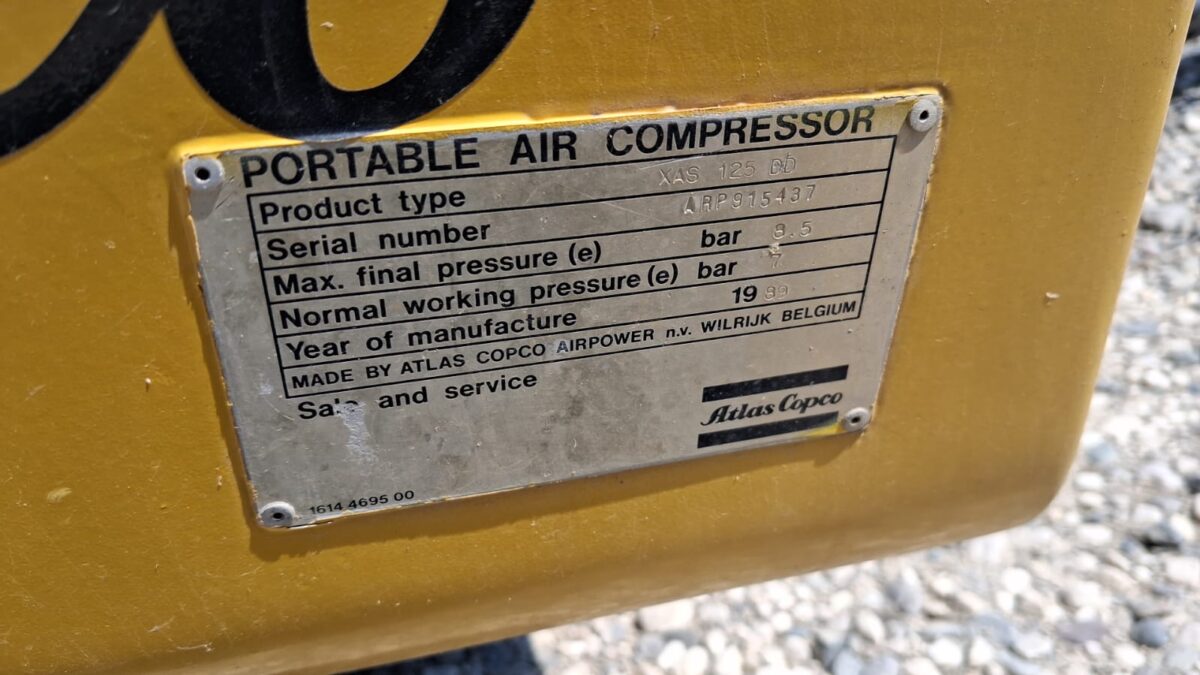 PORTABLE AIR COMPRESSOR
Product type XAS 125 DD
Serial number ARP915437
Max. final pressure (e) bar 8.5
Normal working pressure (e) bar 7
Year of manufacture 1989
MADE BY ATLAS COPCO AIRPOWER n.v. WILRIJK BELGIUM
Sale and service
Atlas Copco
1614 4695 00